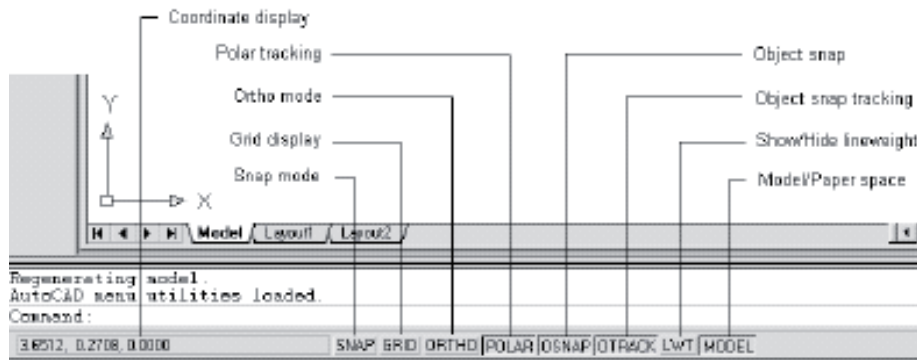 Coordinate display
Polar tracking
Object snap
Ortho mode
Object snap tracking
Grid display
Show/Hide lineweight
Snap mode
Model/Paper space
Y
X
Model Layout1 Layout2
Regenerating model.
AutoCAD menu utilities loaded.
Command:
3.6512, 0.2708, 0.0000 SNAP GRID ORTHO POLAR OSNAP OTRACK LWT MODEL